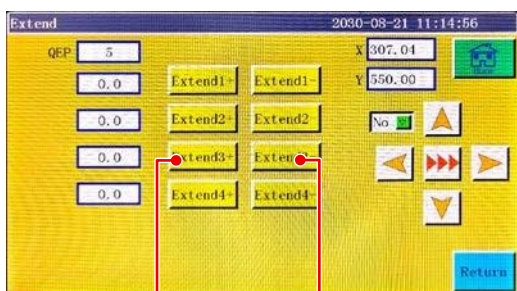 Extend 2030-08-21 11:14:56
QEP 5 X 307.04 Home
0.0 Extend1+ Extend1- Y 550.00
0.0 Extend2+ Extend2- No
0.0 Extend3+
0.0 Extend4+ Extend4-
Return